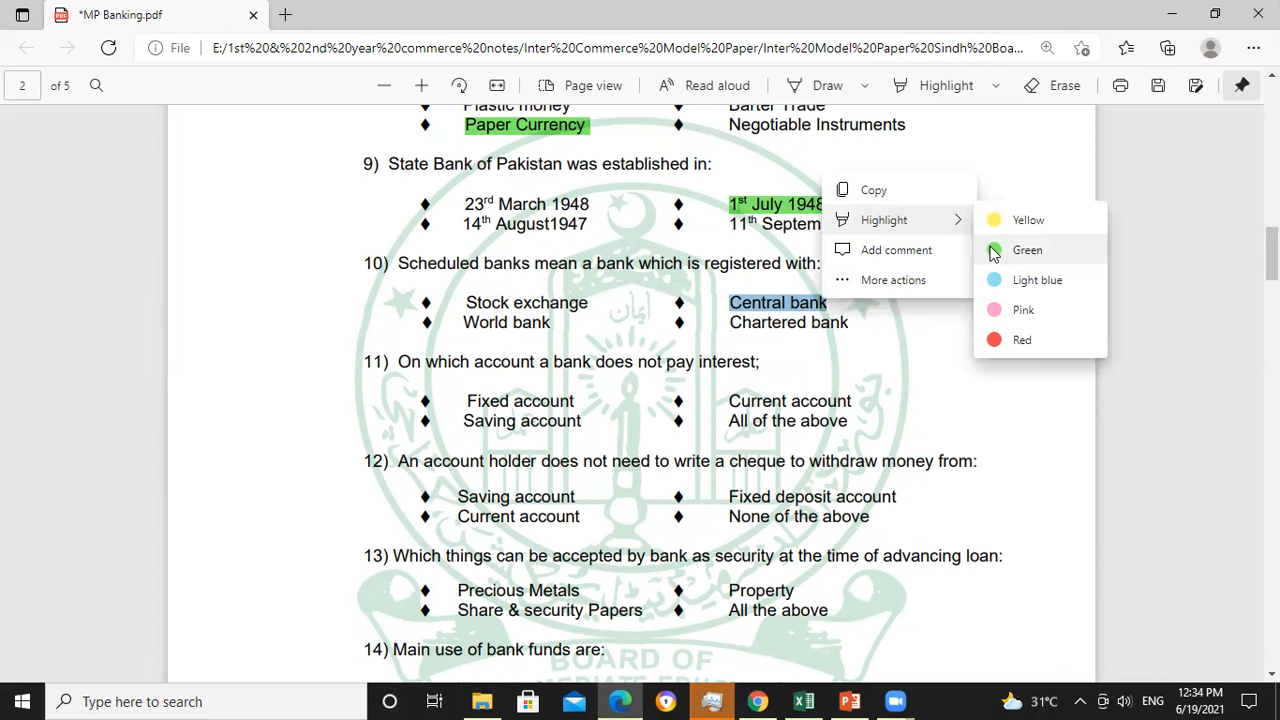 *MP Banking.pdf
File E:/1st%20&%202nd%20year%20commerce%20notes/Inter%20Commerce%20Model%20Paper/Inter%20Model%20Paper%20Sindh%20Boa...
2 of 5 Page view Read aloud Draw Highlight Erase
♦ Plastic money ♦ Barter Trade
♦ Paper Currency ♦ Negotiable Instruments
9) State Bank of Pakistan was established in:
♦ 23rd March 1948 ♦ 1st July 1948
♦ 14th August1947 ♦ 11th Septem
10) Scheduled banks mean a bank which is registered with:
♦ Stock exchange ♦ Central bank
♦ World bank ♦ Chartered bank
11) On which account a bank does not pay interest;
♦ Fixed account ♦ Current account
♦ Saving account ♦ All of the above
12) An account holder does not need to write a cheque to withdraw money from:
♦ Saving account ♦ Fixed deposit account
♦ Current account ♦ None of the above
13) Which things can be accepted by bank as security at the time of advancing loan:
♦ Precious Metals ♦ Property
♦ Share & security Papers ♦ All the above
14) Main use of bank funds are:
BOARD OF
Copy
Highlight
Add comment
More actions
Yellow
Green
Light blue
Pink
Red
Type here to search
31°C ENG
12:34 PM
6/19/2021